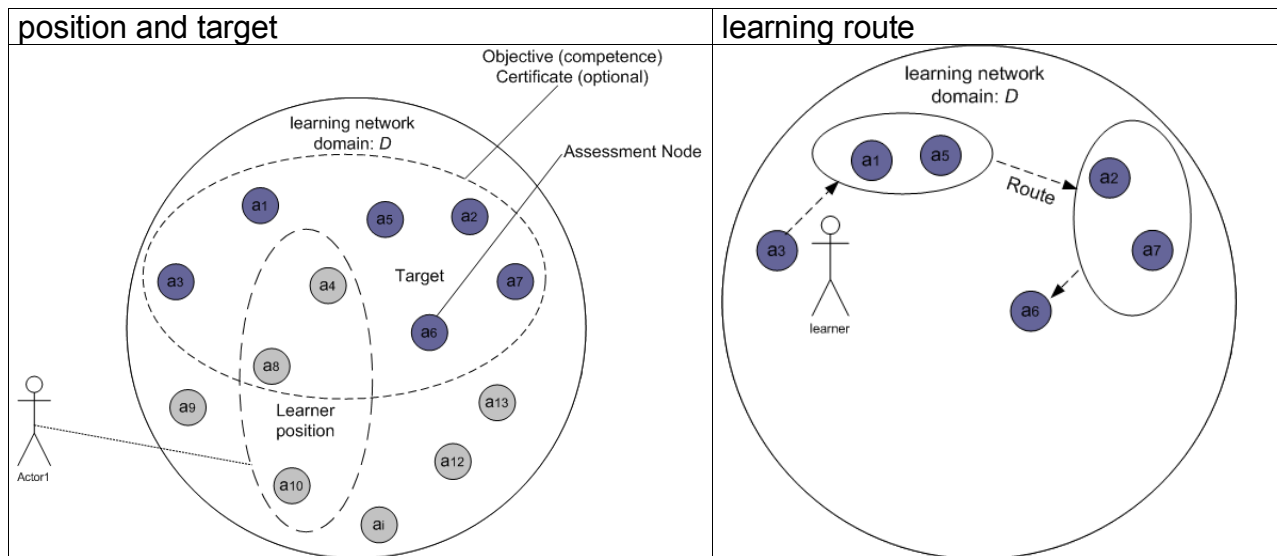 position and target
Objective (competence)
Certificate (optional)
learning network
domain: D
Assessment Node
a1
a5
a2
Target
a3
a4
a7
a6
a8
a9
a13
Learner
position
a12
Actor1
a10
ai
learning route
learning network
domain: D
a1
a5
a2
Route
a3
a7
a6
learner